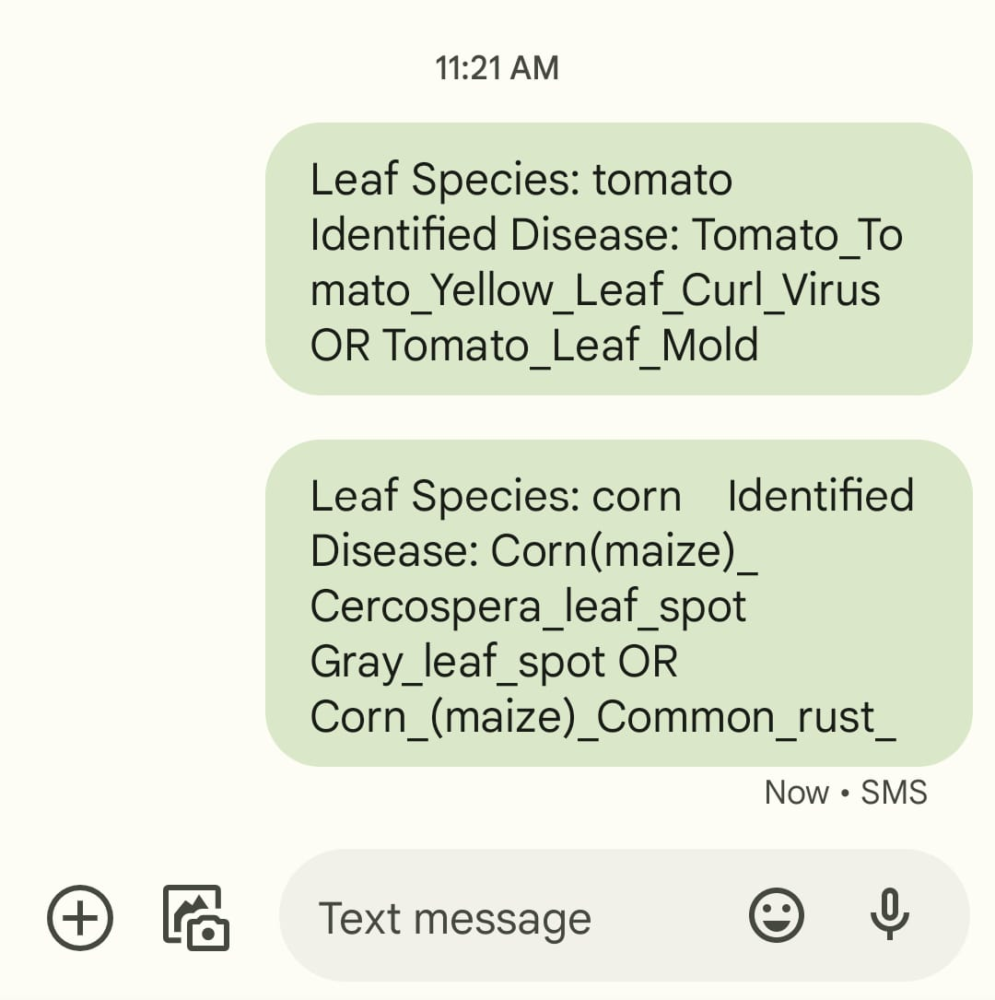 11:21 AM
Leaf Species: tomato
Identified Disease: Tomato_To
mato_Yellow_Leaf_Curl_Virus
OR Tomato_Leaf_Mold
Leaf Species: corn    Identified
Disease: Corn(maize)_
Cercospera_leaf_spot
Gray_leaf_spot OR
Corn_(maize)_Common_rust_
Now • SMS
Text message